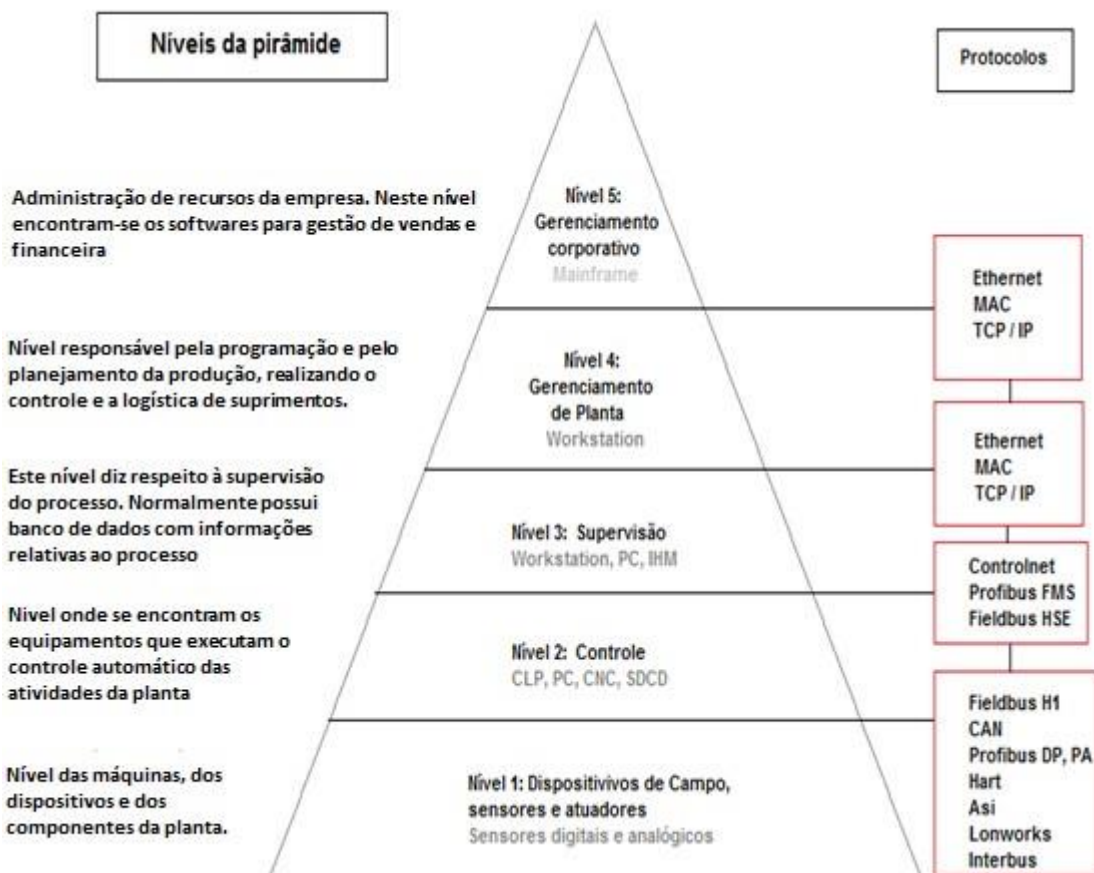 Níveis da pirâmide
Protocolos
Administração de recursos da empresa. Neste nível
encontram-se os softwares para gestão de vendas e
financeira
Nível 5:
Gerenciamento
corporativo
Mainframe
Ethernet
MAC
TCP / IP
Nível responsável pela programação e pelo
planejamento da produção, realizando o
controle e a logística de suprimentos.
Nível 4:
Gerenciamento
de Planta
Workstation
Ethernet
MAC
TCP / IP
Este nível diz respeito à supervisão
do processo. Normalmente possui
banco de dados com informações
relativas ao processo
Nível 3: Supervisão
Workstation, PC, IHM
Controlnet
Profibus FMS
Fieldbus HSE
Nivel onde se encontram os
equipamentos que executam o
controle automático das
atividades da planta
Nível 2: Controle
CLP, PC, CNC, SDCD
Fieldbus H1
CAN
Profibus DP, PA
Hart
Asi
Lonworks
Interbus
Nível das máquinas, dos
dispositivos e dos
componentes da planta.
Nível 1: Dispositivivos de Campo,
sensores e atuadores
Sensores digitais e analógicos